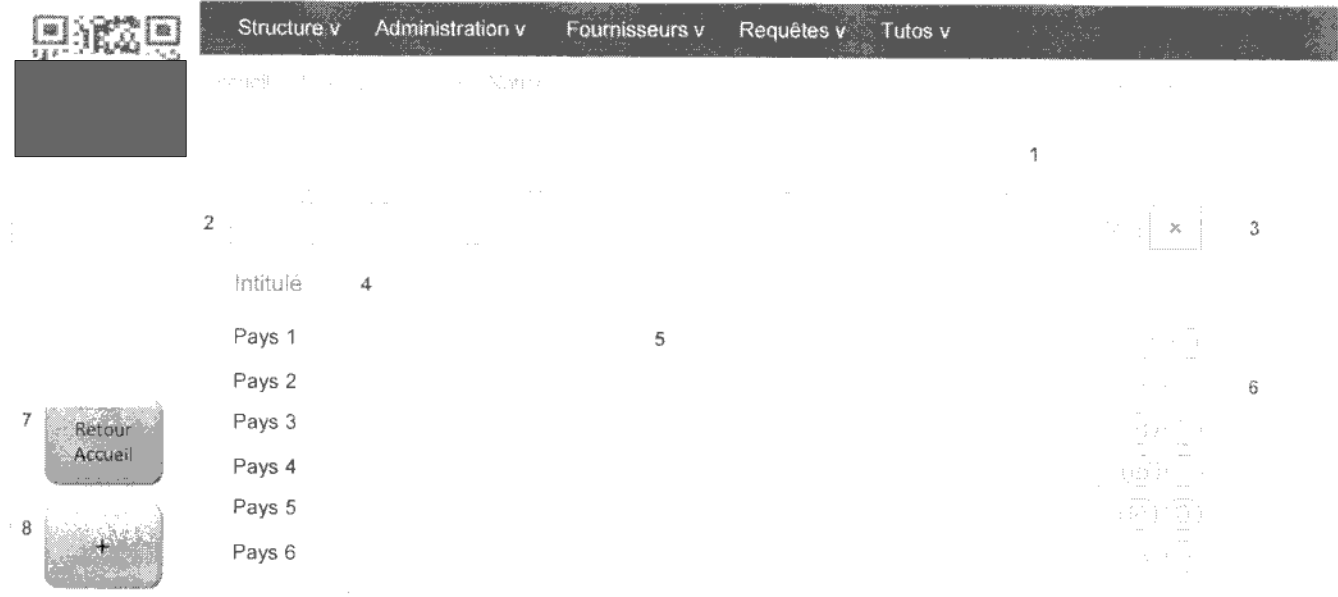 Structure v Administration v Fournisseurs v Requêtes v Tutos v
1
2 × 3
Intitulé 4
Pays 1 5
Pays 2 6
7 Retour Accueil Pays 3
Pays 4
Pays 5
8 + Pays 6